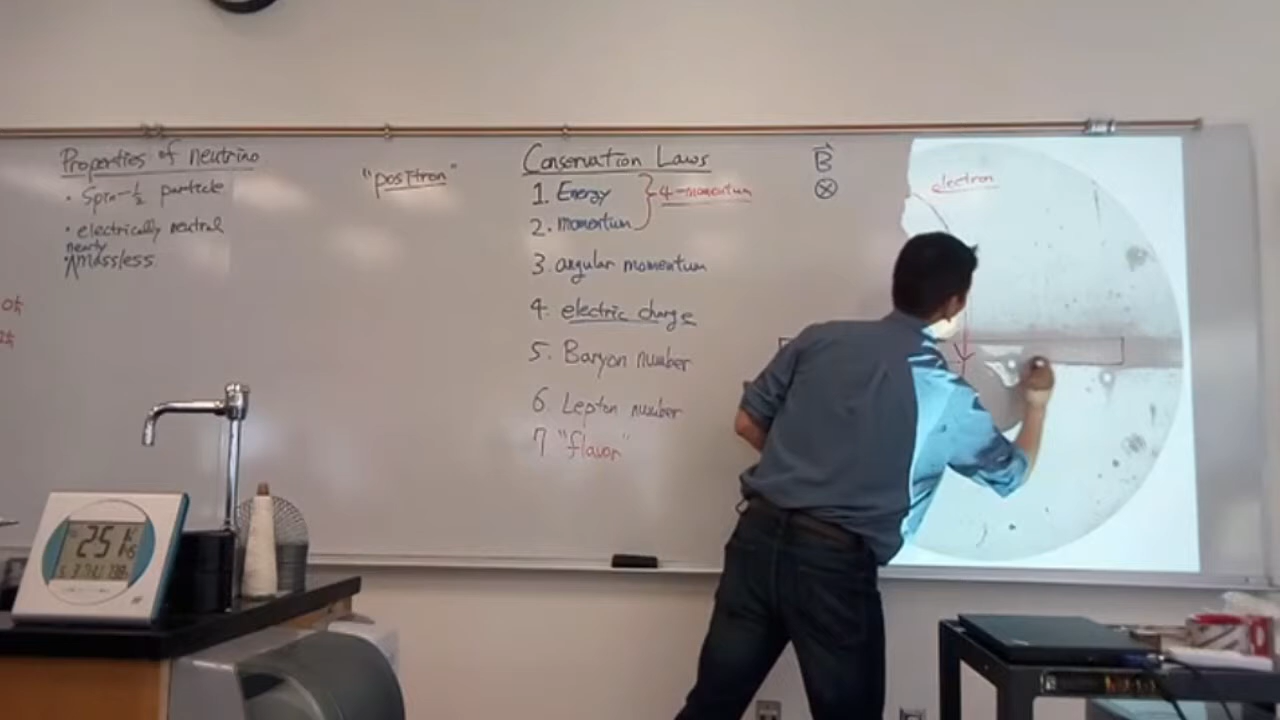 Properties of neutrino
• Spin-½ particle
• electrically neutral
nearly
• ^massless
"positron"
Conservation Laws
1. Energy
2. momentum
4-momentum
3. angular momentum
4. electric charge
5. Baryon number
6. Lepton number
7 "flavor"
B
electron
25